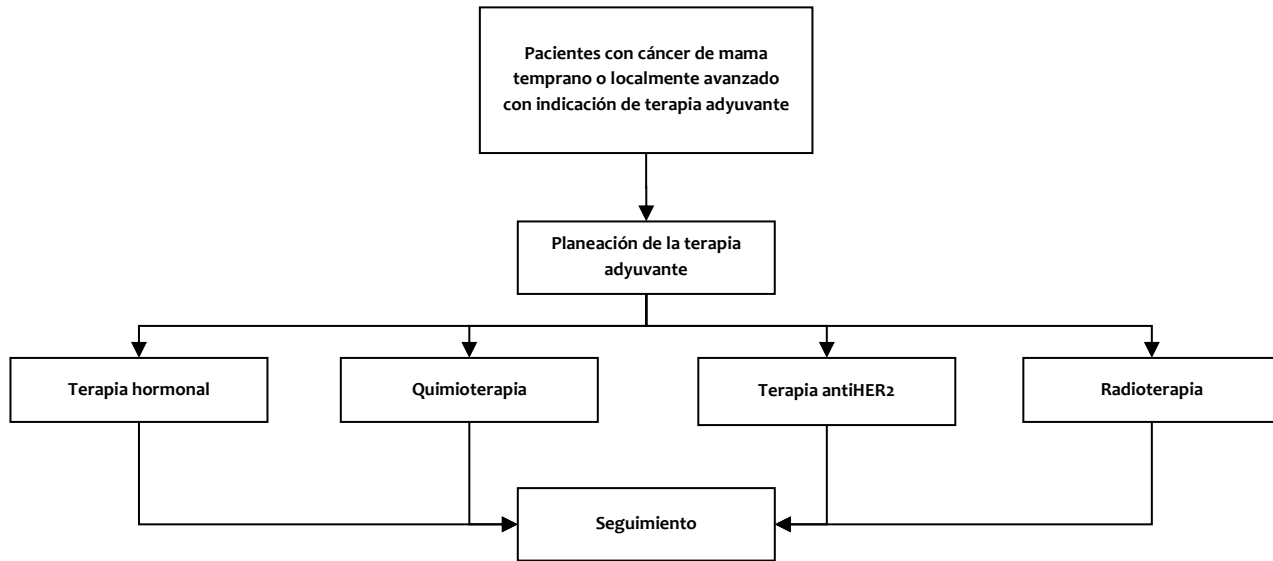 Pacientes con cáncer de mama
temprano o localmente avanzado
con indicación de terapia adyuvante
Planeación de la terapia
adyuvante
Terapia hormonal
Quimioterapia
Terapia antiHER2
Radioterapia
Seguimiento